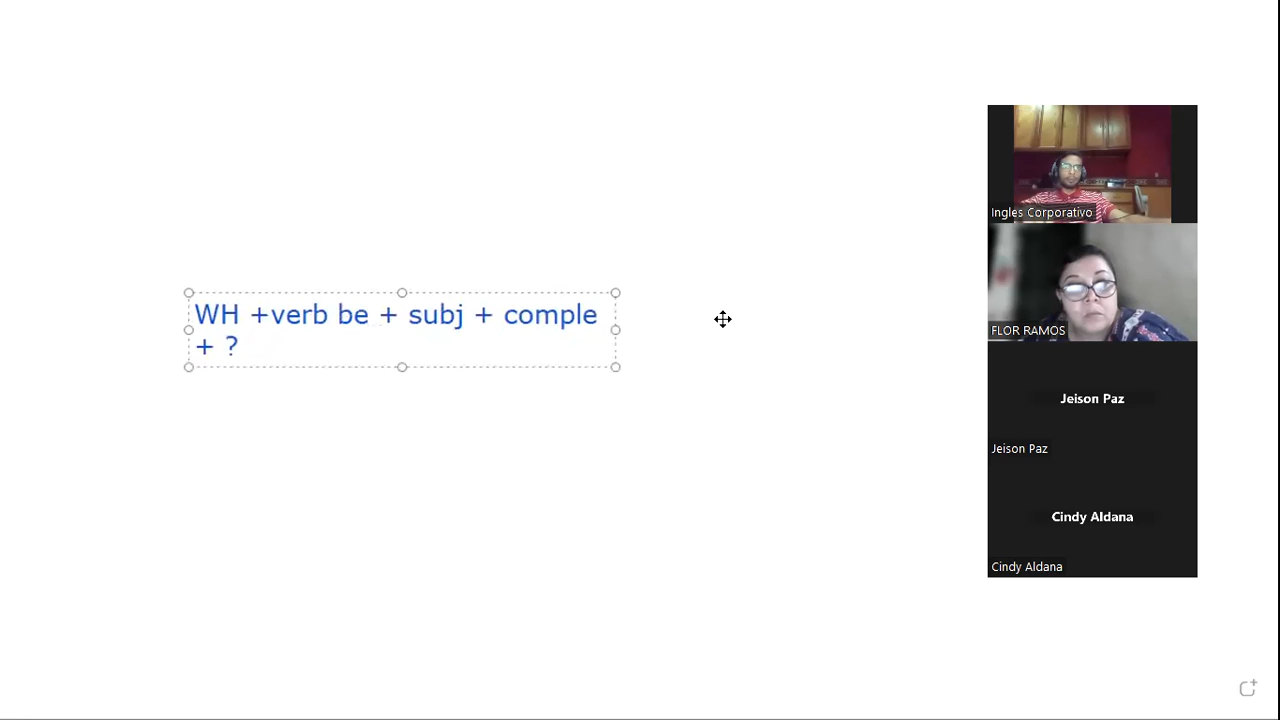 WH +verb be + subj + comple
+ ?
Ingles Corporativo
FLOR RAMOS
Jeison Paz
Jeison Paz
Cindy Aldana
Cindy Aldana